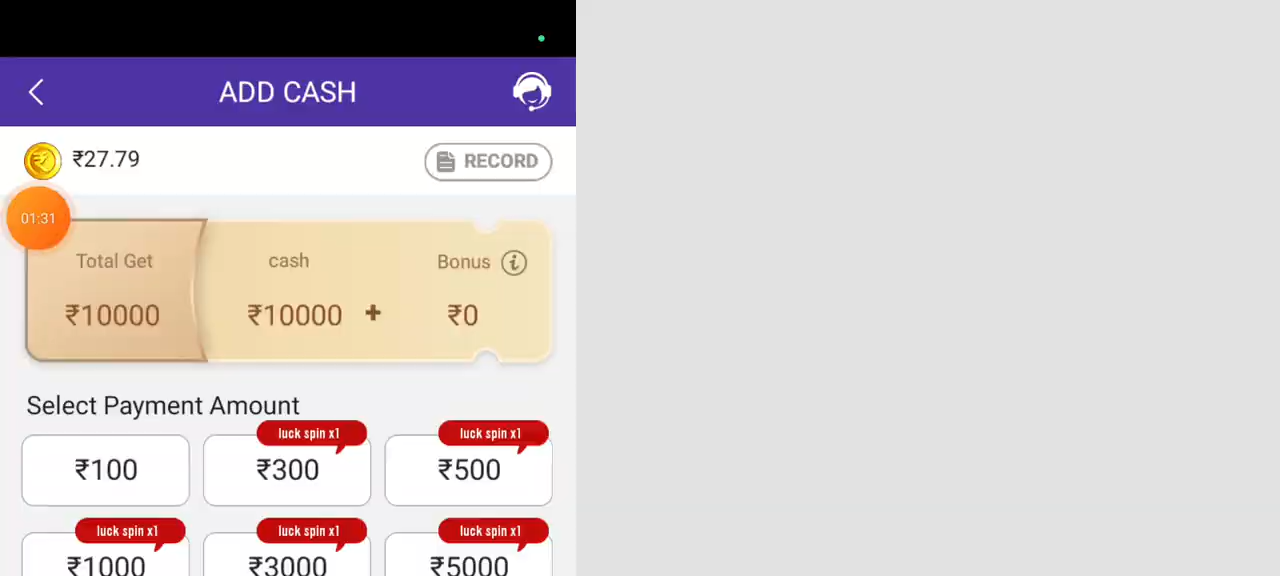 ADD CASH
₹27.79
RECORD
01:31
Total Get
cash
Bonus
₹10000
₹10000 +
₹0
Select Payment Amount
luck spin x1
luck spin x1
₹100
₹300
₹500
luck spin x1
luck spin x1
luck spin x1
₹1000
₹3000
₹5000